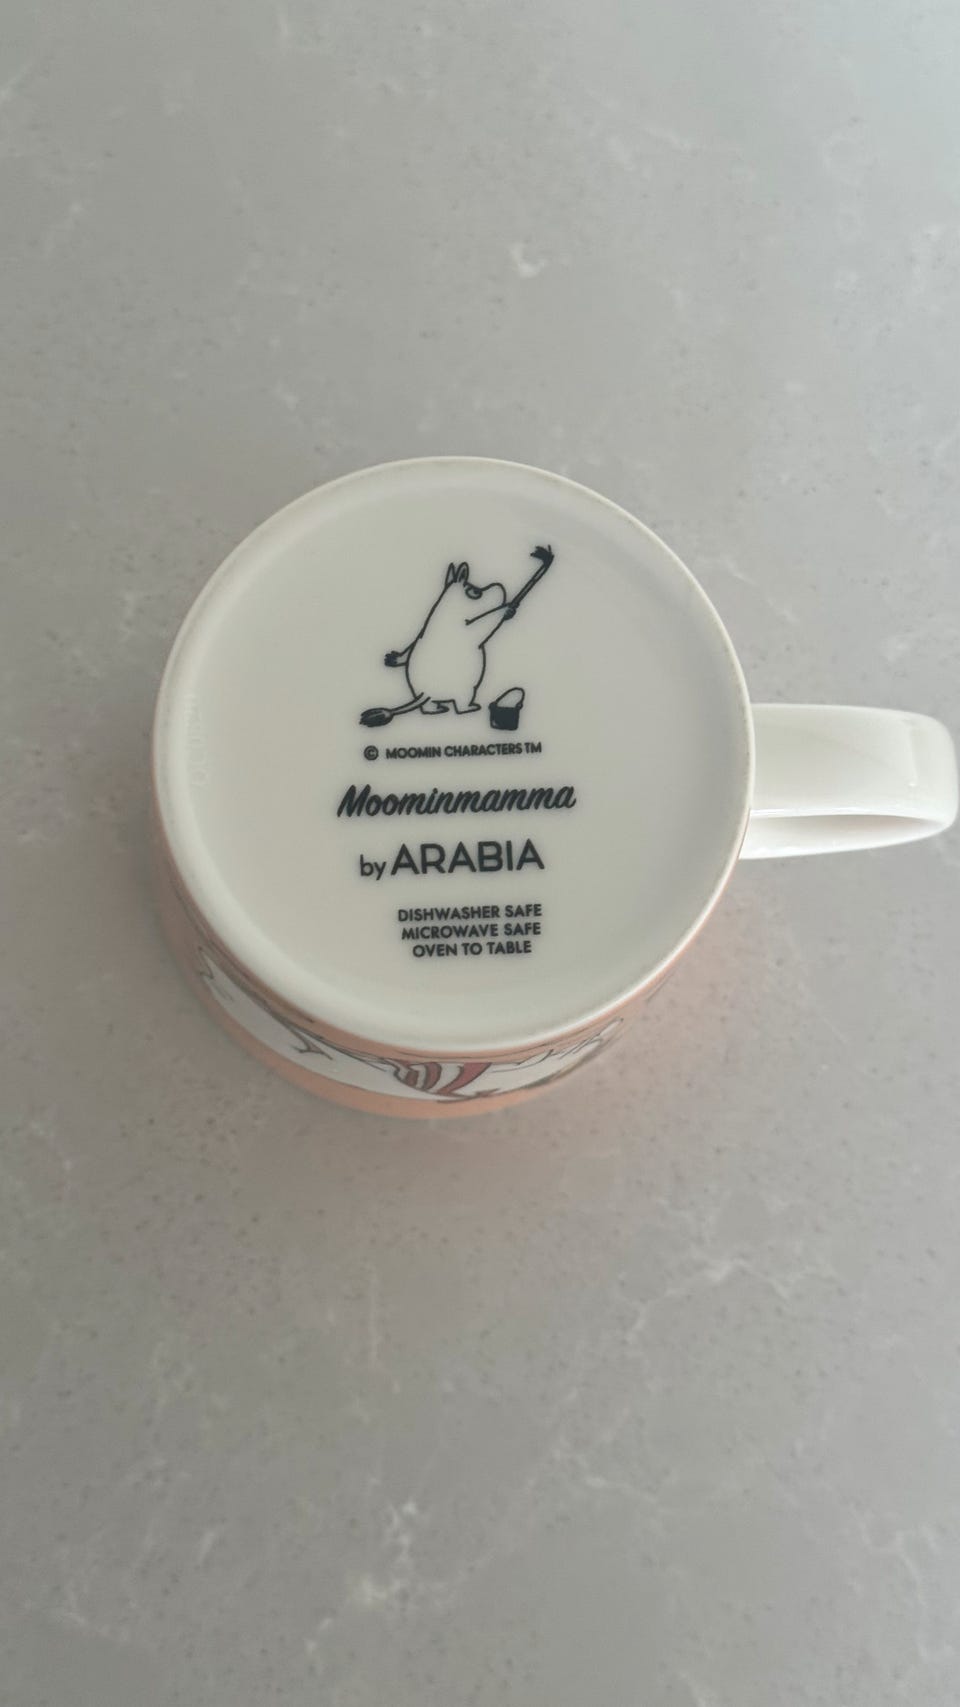 © MOOMIN CHARACTERS TM
Moominmamma
by ARABIA
DISHWASHER SAFE
MICROWAVE SAFE
OVEN TO TABLE